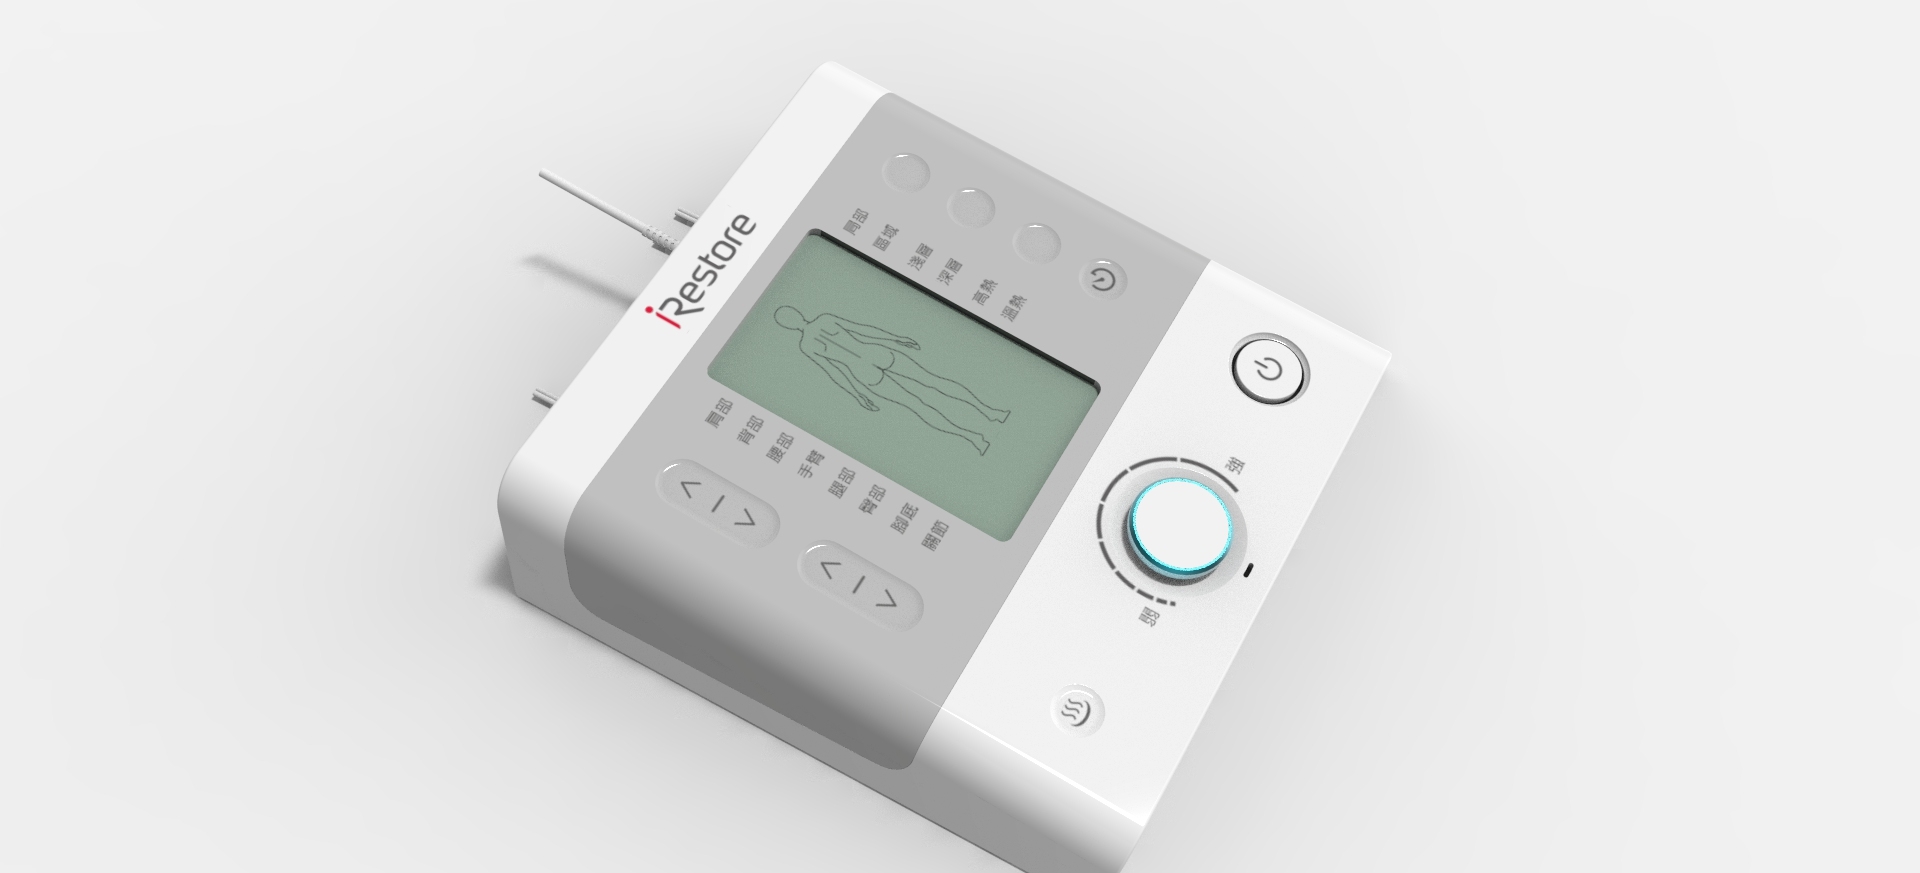 iRestore
局部
區域
淺層
深層
高熱
溫熱
肩部
背部
腰部
手臂
腿部
臀部
腳底
關節
強
弱